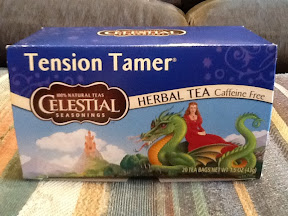 Tension Tamer®
100% NATURAL TEAS
CELESTIAL
SEASONINGS
HERBAL TEA Caffeine Free
20 TEA BAGS NET WT 1.5 OZ (43g)